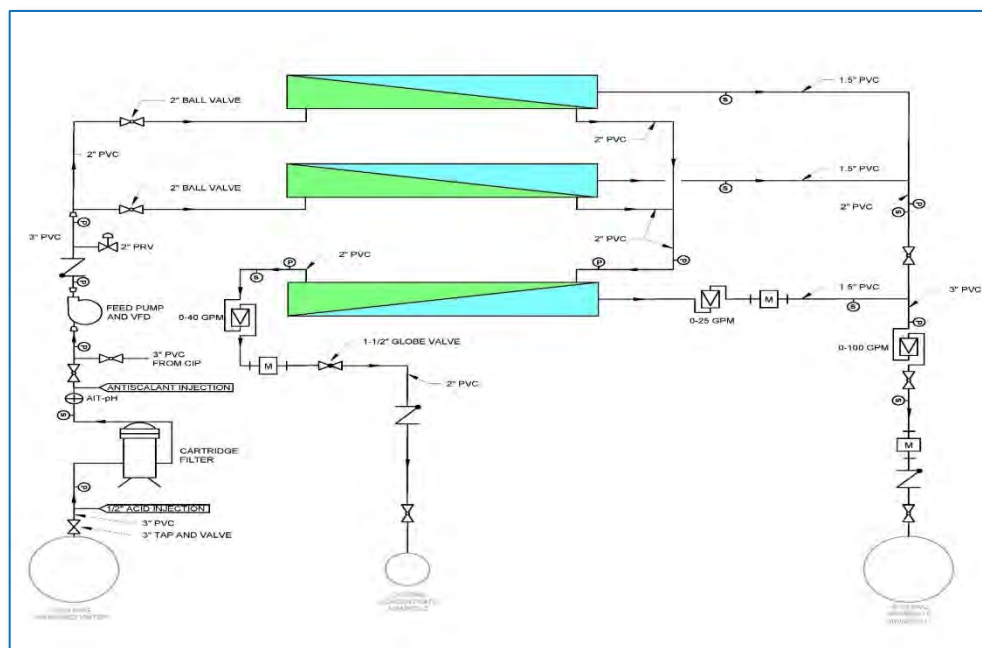 1.5" PVC
S
2" BALL VALVE
2" PVC
2" PVC
2" BALL VALVE
1.5" PVC
S
2" PVC
P
S
P
3" PVC
2" PRV
2" PVC
P
2" PVC
P
P
S
P
FEED PUMP
AND VFD
0-40 GPM
0-25 GPM
M
1.5" PVC
S
3" PVC
P
P
0-100 GPM
1-1/2" GLOBE VALVE
3" PVC
FROM CIP
M
2" PVC
ANTISCALANT INJECTION
AIT-pH
S
S
CARTRIDGE
FILTER
M
P
1/2" ACID INJECTION
3" PVC
3" TAP AND VALVE